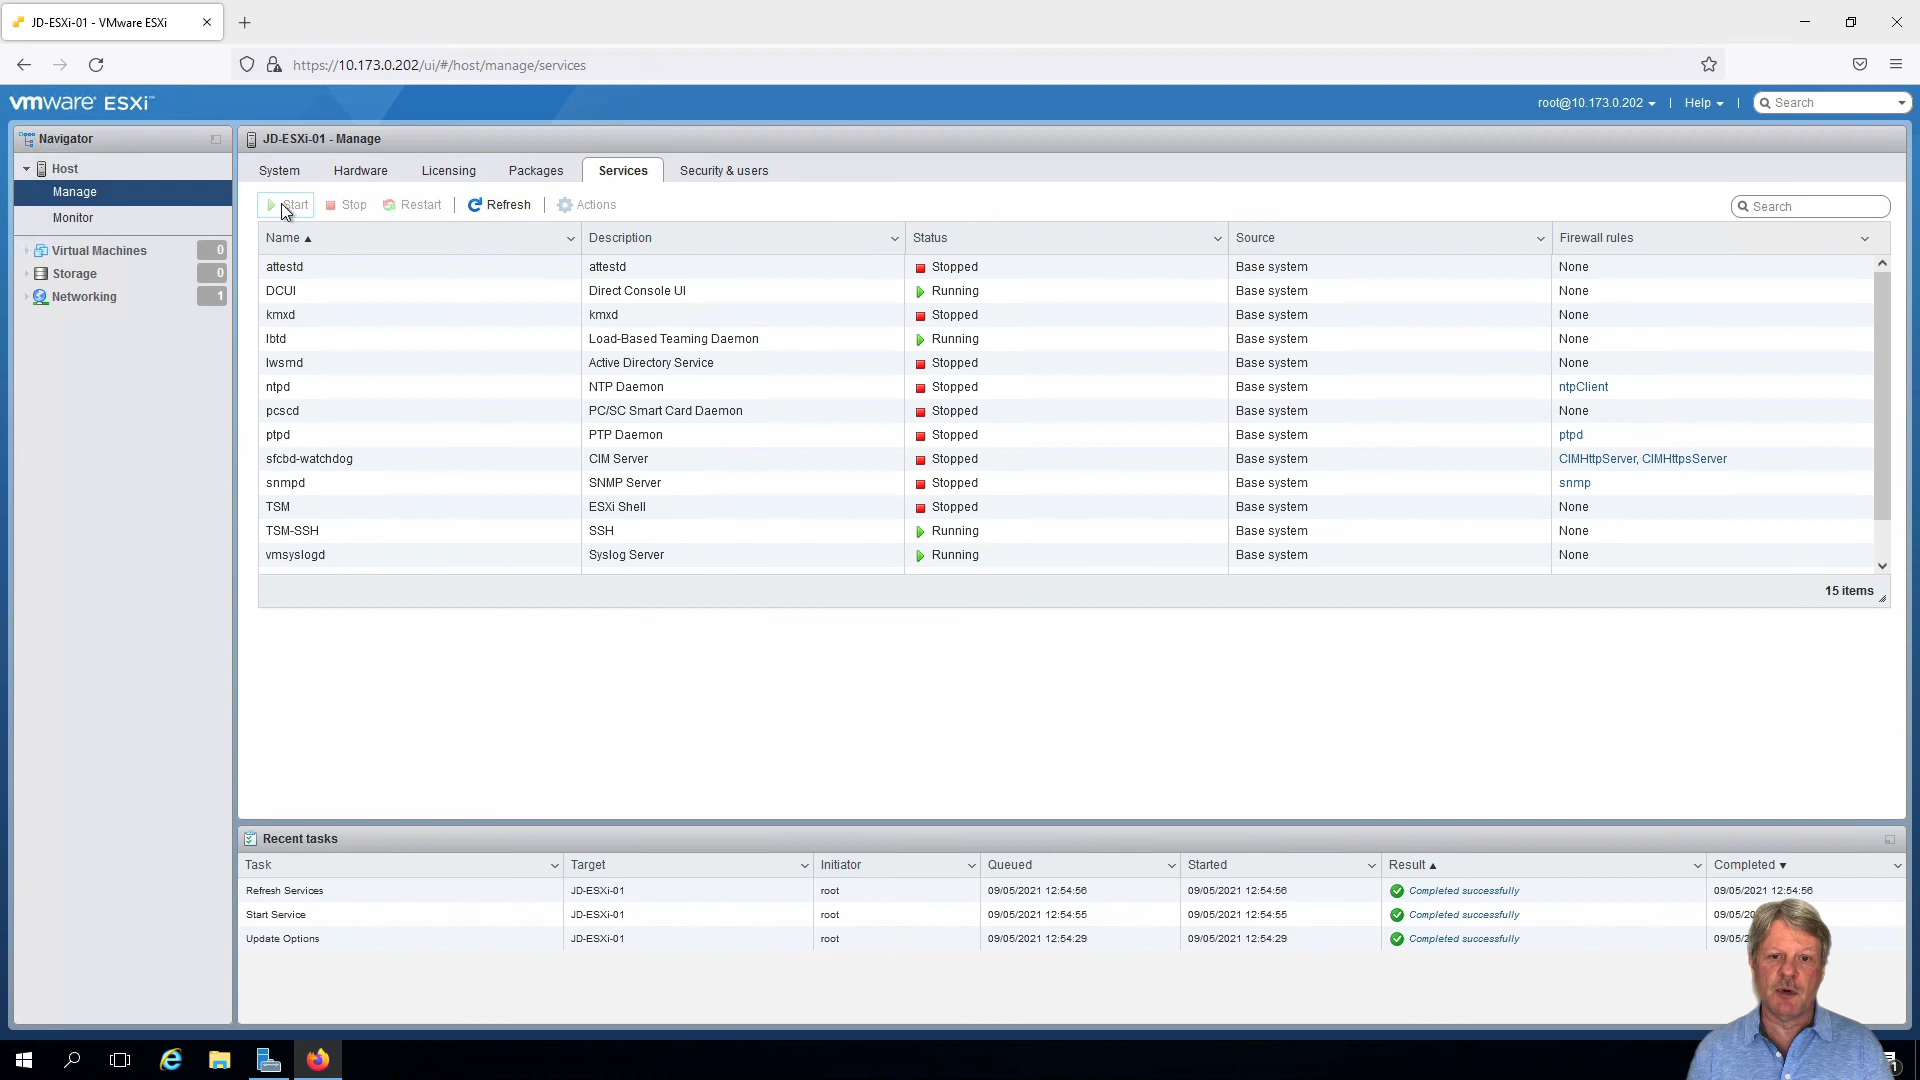 JD-ESXi-01 - VMware ESXi
https://10.173.0.202/ui/#/host/manage/services
vmware ESXi™
root@10.173.0.202 | Help | Search
Navigator
Host
Manage
Monitor
Virtual Machines 0
Storage 0
Networking 1
JD-ESXi-01 - Manage
System Hardware Licensing Packages Services Security & users
Start Stop Restart | Refresh | Actions Search
Name Description Status Source Firewall rules
attestd attestd Stopped Base system None
DCUI Direct Console UI Running Base system None
kmxd kmxd Stopped Base system None
lbtd Load-Based Teaming Daemon Running Base system None
lwsmd Active Directory Service Stopped Base system None
ntpd NTP Daemon Stopped Base system ntpClient
pcscd PC/SC Smart Card Daemon Stopped Base system None
ptpd PTP Daemon Stopped Base system ptpd
sfcbd-watchdog CIM Server Stopped Base system CIMHttpServer, CIMHttpsServer
snmpd SNMP Server Stopped Base system snmp
TSM ESXi Shell Stopped Base system None
TSM-SSH SSH Running Base system None
vmsyslogd Syslog Server Running Base system None
15 items
Recent tasks
Task Target Initiator Queued Started Result Completed
Refresh Services JD-ESXi-01 root 09/05/2021 12:54:56 09/05/2021 12:54:56 Completed successfully 09/05/2021 12:54:56
Start Service JD-ESXi-01 root 09/05/2021 12:54:55 09/05/2021 12:54:55 Completed successfully
Update Options JD-ESXi-01 root 09/05/2021 12:54:29 09/05/2021 12:54:29 Completed successfully
1